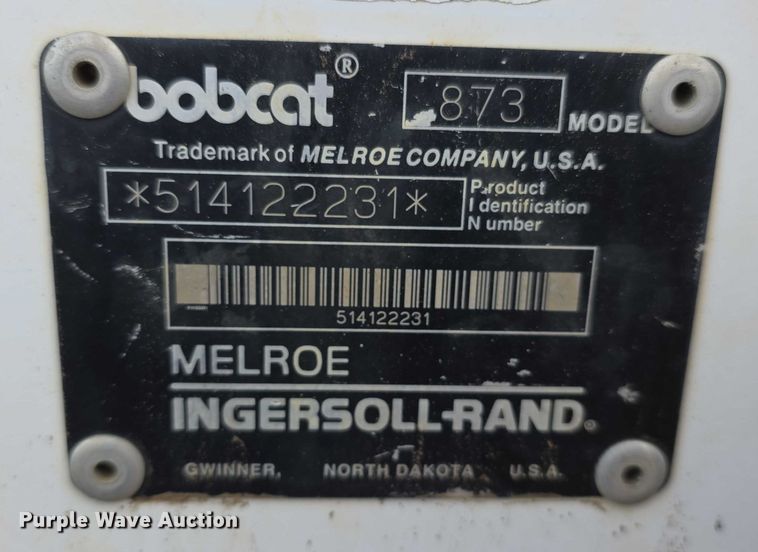 bobcat®
873 MODEL
Trademark of MELROE COMPANY, U.S.A.
*514122231*
Product
Identification
Number
514122231
MELROE
INGERSOLL-RAND®
GWINNER, NORTH DAKOTA U.S.A.
Purple Wave Auction